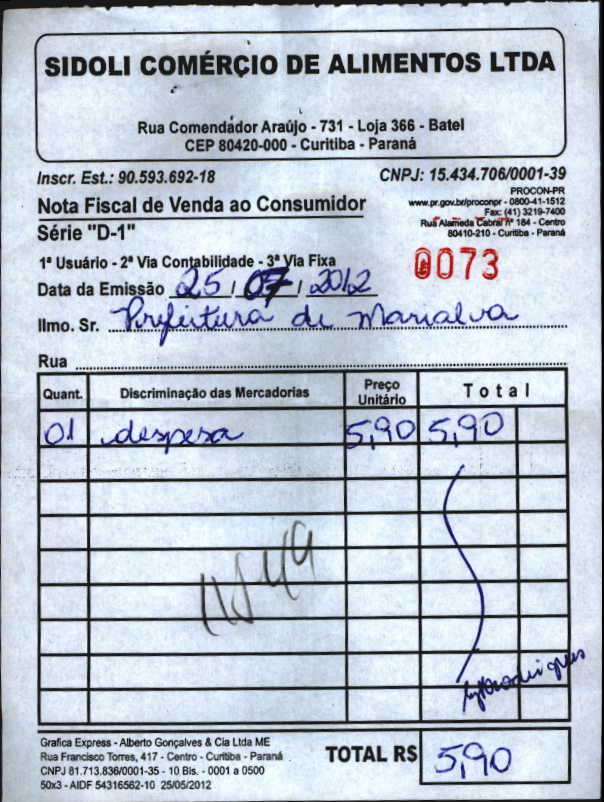 SIDOLI COMÉRÇIO DE ALIMENTOS LTDA
Rua Comendador Araújo - 731 - Loja 366 - Batel
CEP 80420-000 - Curitiba - Paraná
Inscr. Est.: 90.593.692-18
CNPJ: 15.434.706/0001-39
PROCON-PR
www.pr.gov.br/proconpr - 0800-41-1512
Fax: (41) 3219-7400
Rua Alameda Cabral nº 184 - Centro
80410-210 - Curitiba - Paraná
Nota Fiscal de Venda ao Consumidor
Série "D-1"
1ª Usuário - 2ª Via Contabilidade - 3ª Via Fixa
0073
Data da Emissão 25 / 07 / 2012
Ilmo. Sr. Prefeitura de Marialva
Rua
Quant. Discriminação das Mercadorias Preço Unitário Total
01 despesa 5,90 5,90
Grafica Express - Alberto Gonçalves & Cia Ltda ME
Rua Francisco Torres, 417 - Centro - Curitiba - Paraná
CNPJ 81.713.836/0001-35 - 10 Bls. - 0001 a 0500
50x3 - AIDF 54316562-10 25/05/2012
TOTAL R$ 5,90